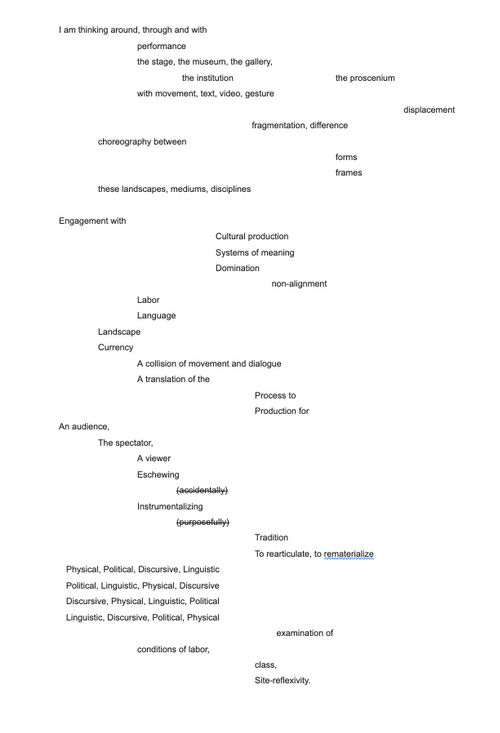 I am thinking around, through and with
performance
the stage, the museum, the gallery,
the institution the proscenium
with movement, text, video, gesture
displacement
fragmentation, difference
choreography between
forms
frames
these landscapes, mediums, disciplines
Engagement with
Cultural production
Systems of meaning
Domination
non-alignment
Labor
Language
Landscape
Currency
A collision of movement and dialogue
A translation of the
Process to
Production for
An audience,
The spectator,
A viewer
Eschewing
(accidentally)
Instrumentalizing
(purposefully)
Tradition
To rearticulate, to rematerialize
Physical, Political, Discursive, Linguistic
Political, Linguistic, Physical, Discursive
Discursive, Physical, Linguistic, Political
Linguistic, Discursive, Political, Physical
examination of
conditions of labor,
class,
Site-reflexivity.